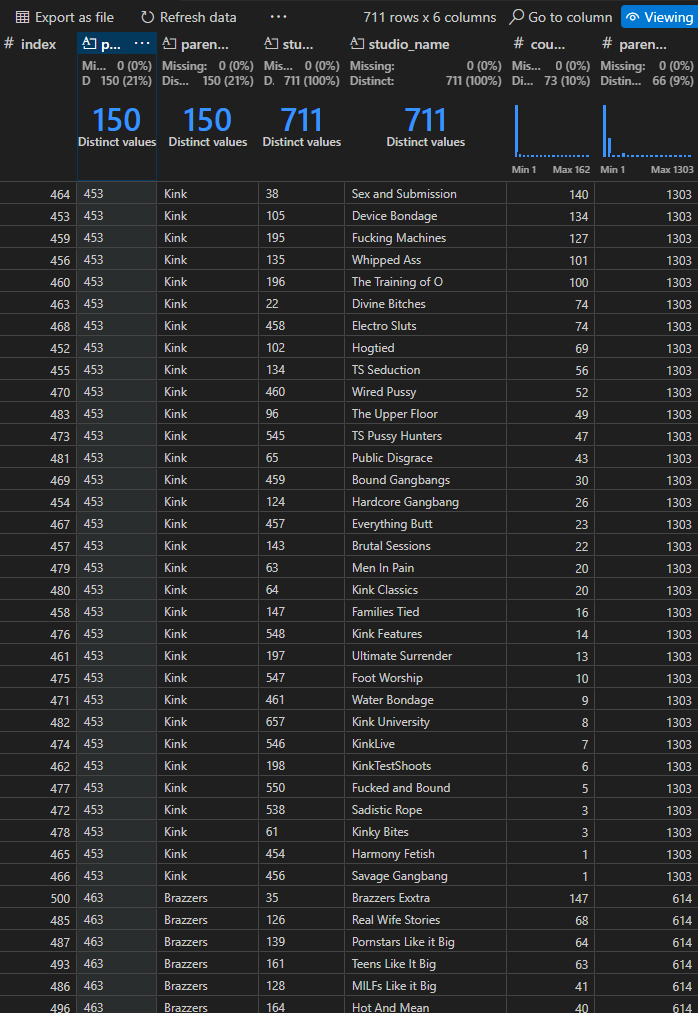 Export as file Refresh data ··· 711 rows x 6 columns Go to column Viewing
# index p... ··· paren... stu... studio_name # cou... # paren...
Mi... 0 (0%) Missing: 0 (0%) Mis... 0 (0%) Missing: 0 (0%) Mis... 0 (0%) Missing: 0 (0%)
D 150 (21%) Dis... 150 (21%) D. 711 (100%) Distinct: 711 (100%) Di... 73 (10%) Distin... 66 (9%)
150 150 711 711
Distinct values Distinct values Distinct values Distinct values
Min 1 Max 162 Min 1 Max 1303
464 453 Kink 38 Sex and Submission 140 1303
453 453 Kink 105 Device Bondage 134 1303
459 453 Kink 195 Fucking Machines 127 1303
456 453 Kink 135 Whipped Ass 101 1303
460 453 Kink 196 The Training of O 100 1303
463 453 Kink 22 Divine Bitches 74 1303
468 453 Kink 458 Electro Sluts 74 1303
452 453 Kink 102 Hogtied 69 1303
455 453 Kink 134 TS Seduction 56 1303
470 453 Kink 460 Wired Pussy 52 1303
483 453 Kink 96 The Upper Floor 49 1303
473 453 Kink 545 TS Pussy Hunters 47 1303
481 453 Kink 65 Public Disgrace 43 1303
469 453 Kink 459 Bound Gangbangs 30 1303
454 453 Kink 124 Hardcore Gangbang 26 1303
467 453 Kink 457 Everything Butt 23 1303
457 453 Kink 143 Brutal Sessions 22 1303
479 453 Kink 63 Men In Pain 20 1303
480 453 Kink 64 Kink Classics 20 1303
458 453 Kink 147 Families Tied 16 1303
476 453 Kink 548 Kink Features 14 1303
461 453 Kink 197 Ultimate Surrender 13 1303
475 453 Kink 547 Foot Worship 10 1303
471 453 Kink 461 Water Bondage 9 1303
482 453 Kink 657 Kink University 8 1303
474 453 Kink 546 KinkLive 7 1303
462 453 Kink 198 KinkTestShoots 6 1303
477 453 Kink 550 Fucked and Bound 5 1303
472 453 Kink 538 Sadistic Rope 3 1303
478 453 Kink 61 Kinky Bites 3 1303
465 453 Kink 454 Harmony Fetish 1 1303
466 453 Kink 456 Savage Gangbang 1 1303
500 463 Brazzers 35 Brazzers Exxtra 147 614
485 463 Brazzers 126 Real Wife Stories 68 614
487 463 Brazzers 139 Pornstars Like it Big 64 614
493 463 Brazzers 161 Teens Like It Big 63 614
486 463 Brazzers 128 MILFs Like it Big 41 614
496 463 Brazzers 164 Hot And Mean 40 614